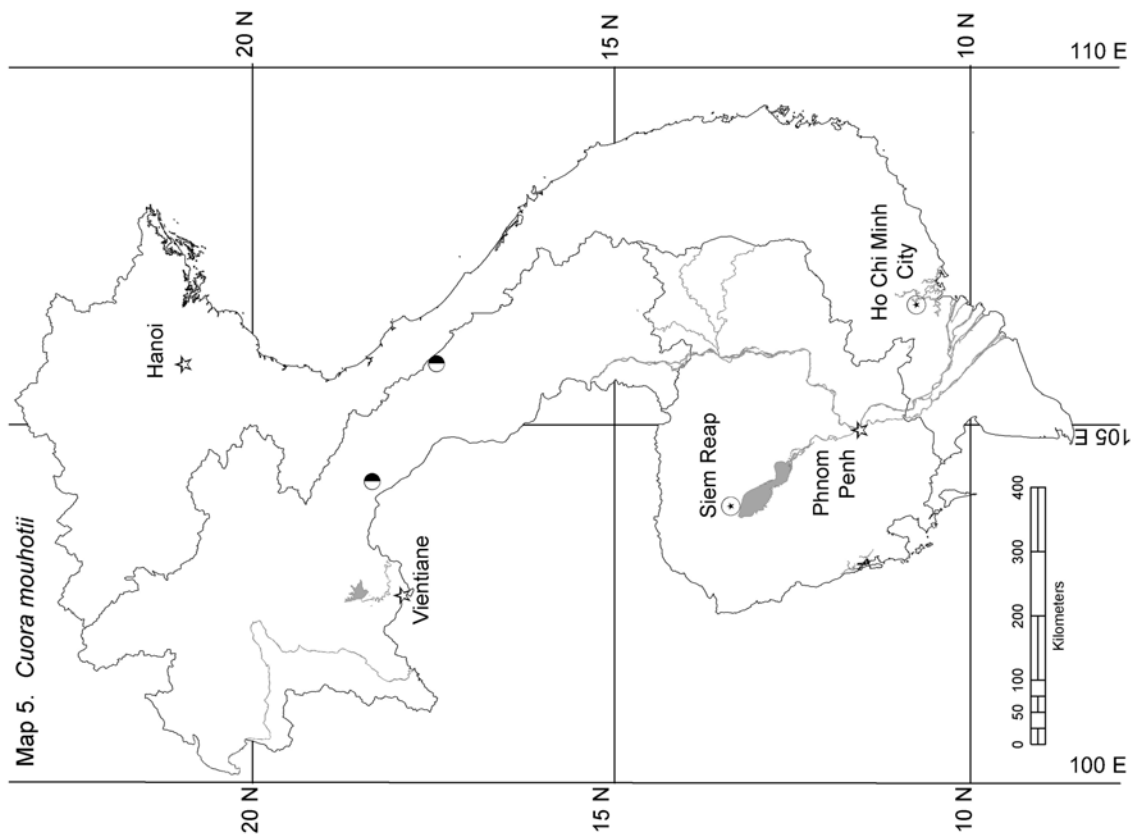 Map 5. Cuora mouhotii
20 N
15 N
10 N
20 N
15 N
10 N
110 E
105 E
100 E
Hanoi
Vientiane
Siem Reap
Phnom
Penh
Ho Chi Minh
City
0 50 100 200 300 400
Kilometers